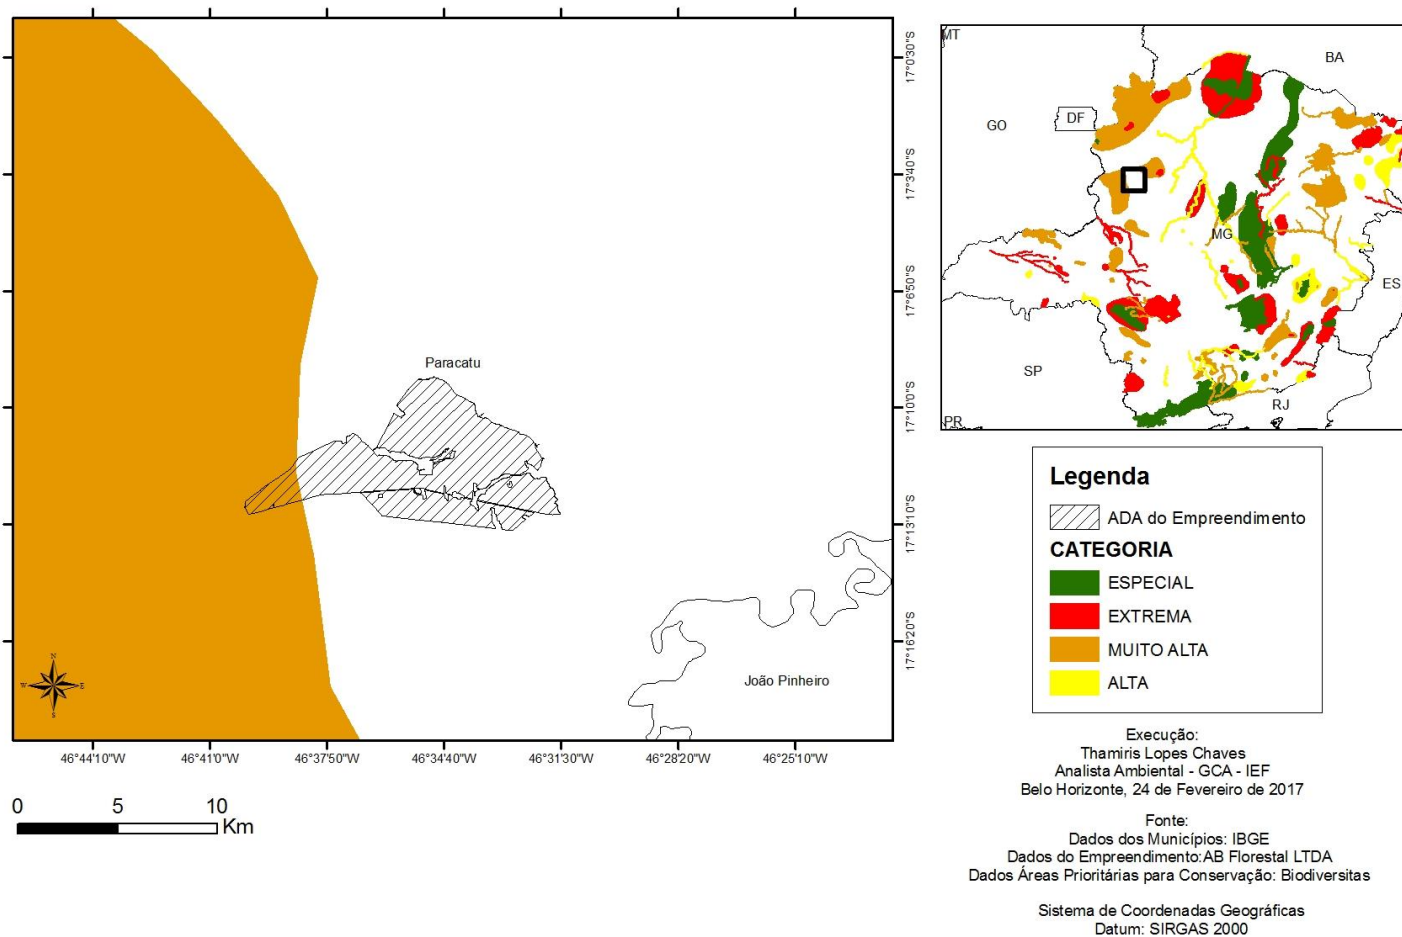 Paracatu
João Pinheiro
N
W
E
S
17°0'30"S
17°3'40"S
17°6'50"S
17°10'0"S
17°13'10"S
17°16'20"S
46°44'10"W
46°41'0"W
46°37'50"W
46°34'40"W
46°31'30"W
46°28'20"W
46°25'10"W
0 5 10
Km
MT
BA
GO
DF
MG
ES
SP
RJ
PR
Legenda
ADA do Empreendimento
CATEGORIA
ESPECIAL
EXTREMA
MUITO ALTA
ALTA
Execução:
Thamiris Lopes Chaves
Analista Ambiental - GCA - IEF
Belo Horizonte, 24 de Fevereiro de 2017
Fonte:
Dados dos Municípios: IBGE
Dados do Empreendimento:AB Florestal LTDA
Dados Áreas Prioritárias para Conservação: Biodiversitas
Sistema de Coordenadas Geográficas
Datum: SIRGAS 2000